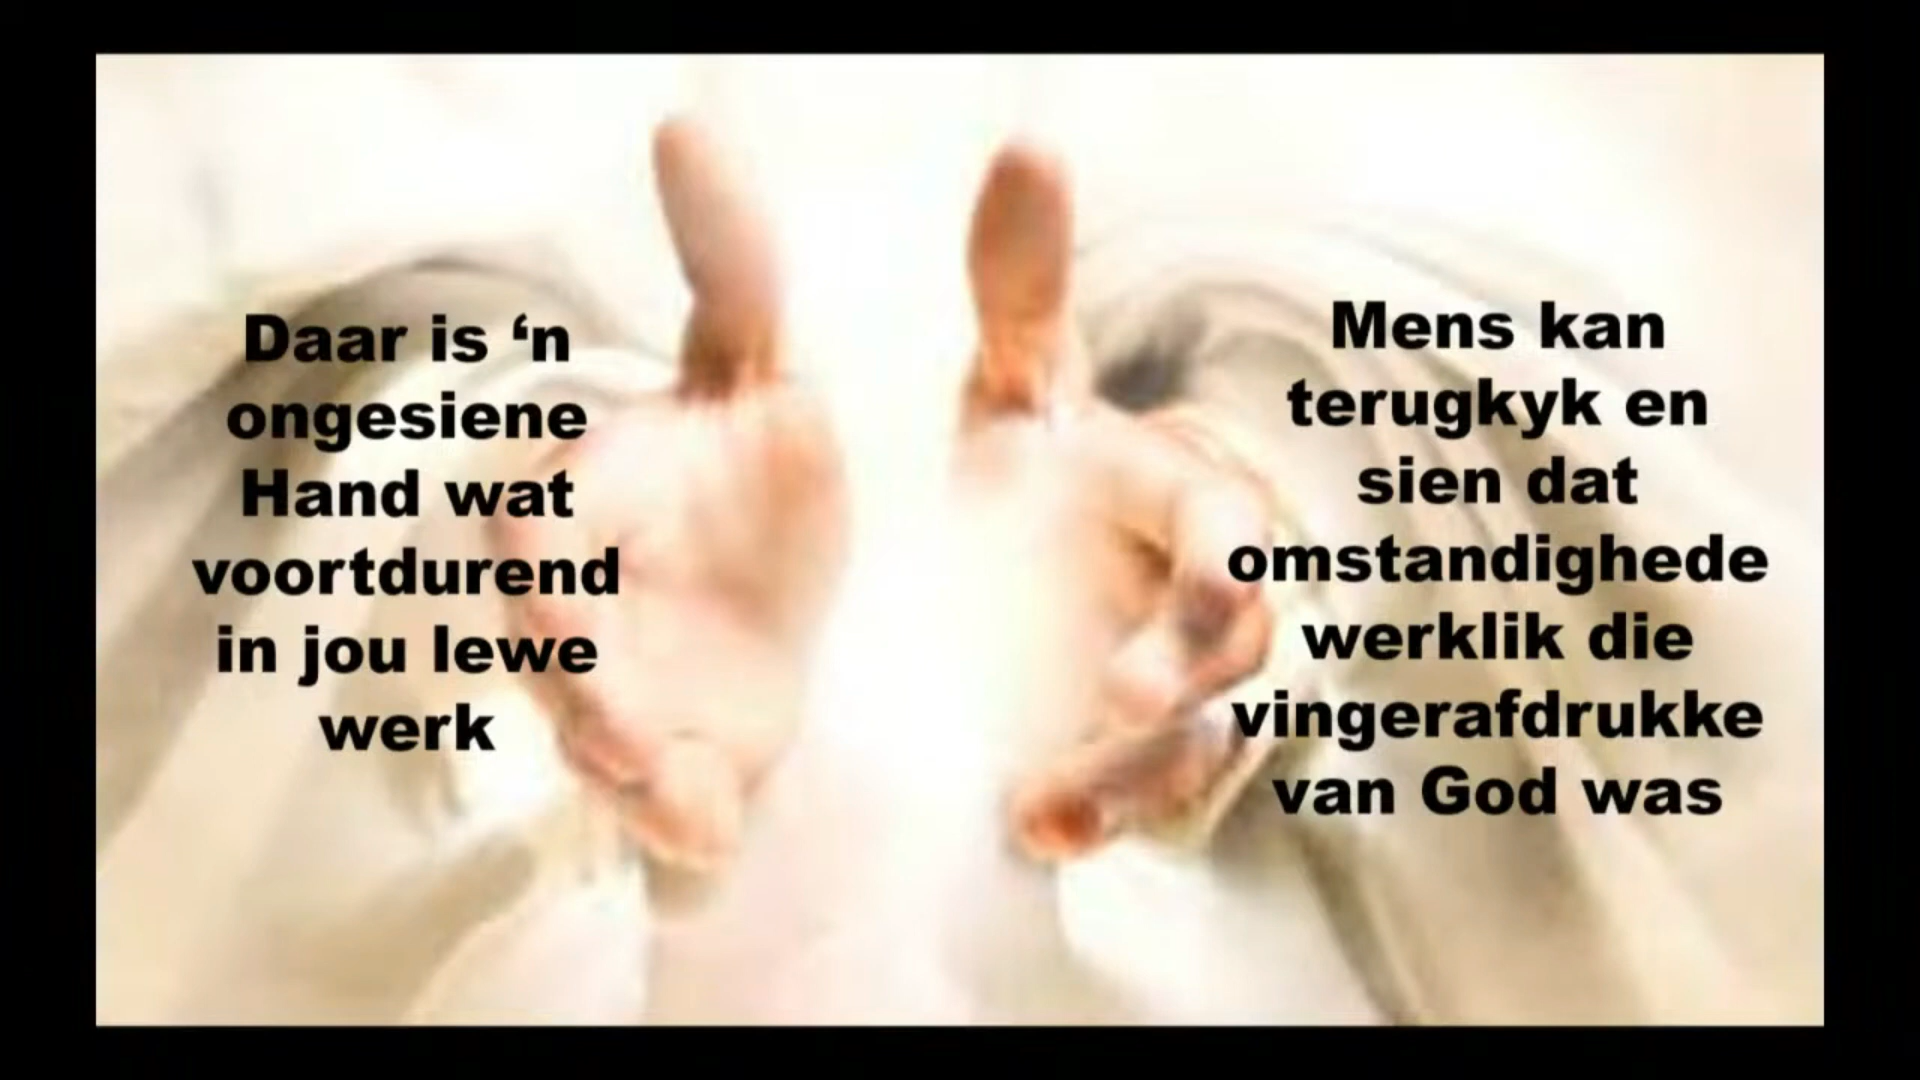 Daar is ‘n
ongesiene
Hand wat
voortdurend
in jou lewe
werk
Mens kan
terugkyk en
sien dat
omstandighede
werklik die
vingerafdrukke
van God was